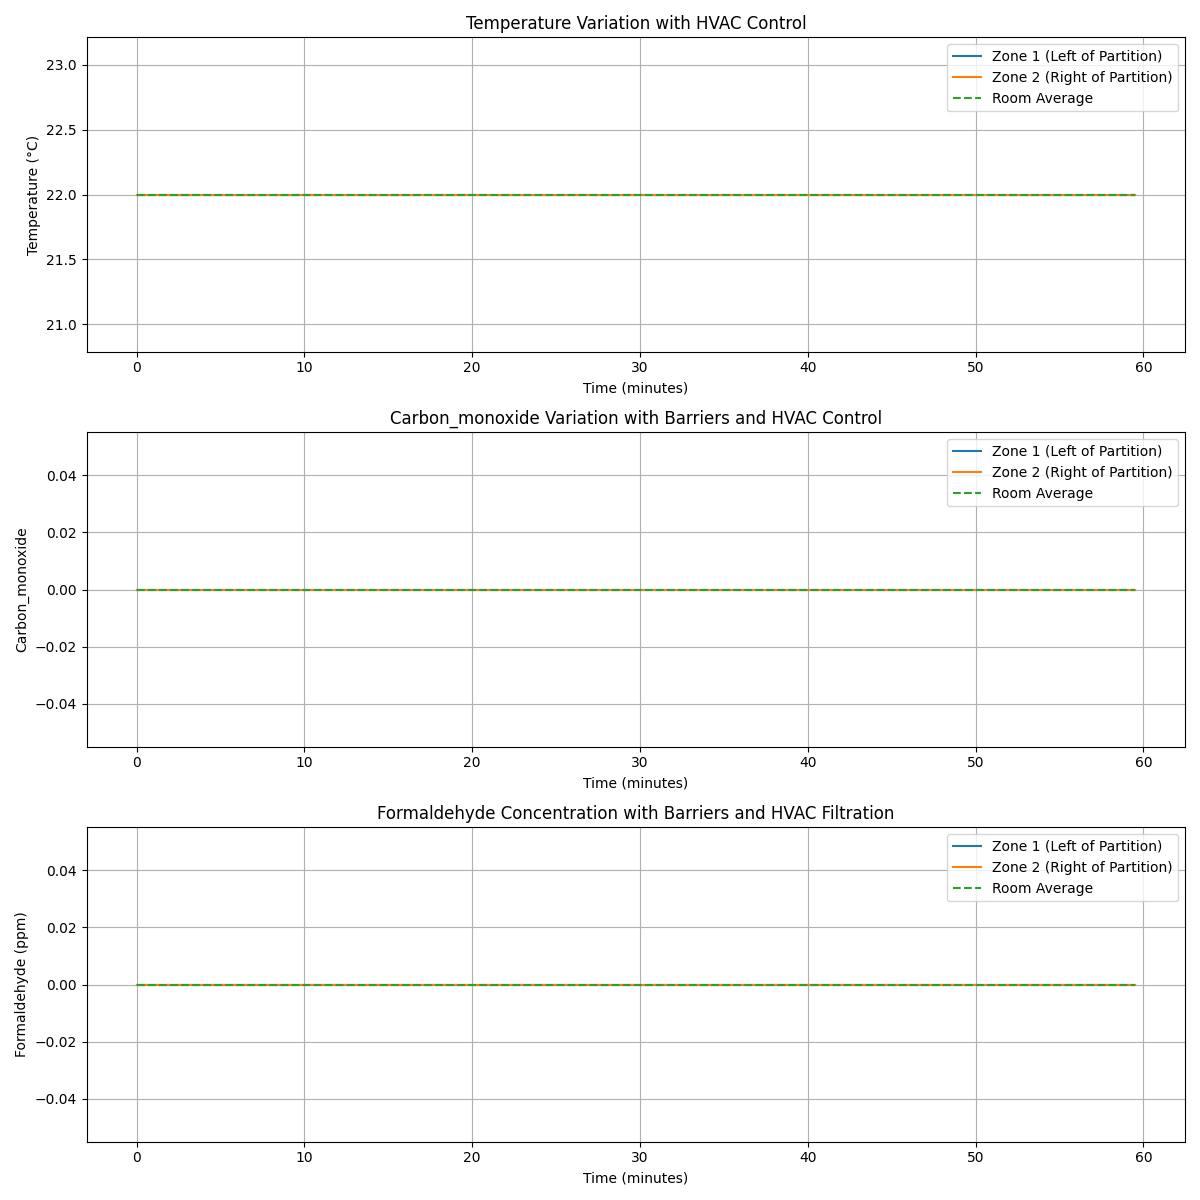 Temperature Variation with HVAC Control
Zone 1 (Left of Partition)
Zone 2 (Right of Partition)
Room Average
Temperature (°C)
23.0
22.5
22.0
21.5
21.0
0 10 20 30 40 50 60
Time (minutes)
Carbon_monoxide Variation with Barriers and HVAC Control
Zone 1 (Left of Partition)
Zone 2 (Right of Partition)
Room Average
Carbon_monoxide
0.04
0.02
0.00
−0.02
−0.04
0 10 20 30 40 50 60
Time (minutes)
Formaldehyde Concentration with Barriers and HVAC Filtration
Zone 1 (Left of Partition)
Zone 2 (Right of Partition)
Room Average
Formaldehyde (ppm)
0.04
0.02
0.00
−0.02
−0.04
0 10 20 30 40 50 60
Time (minutes)